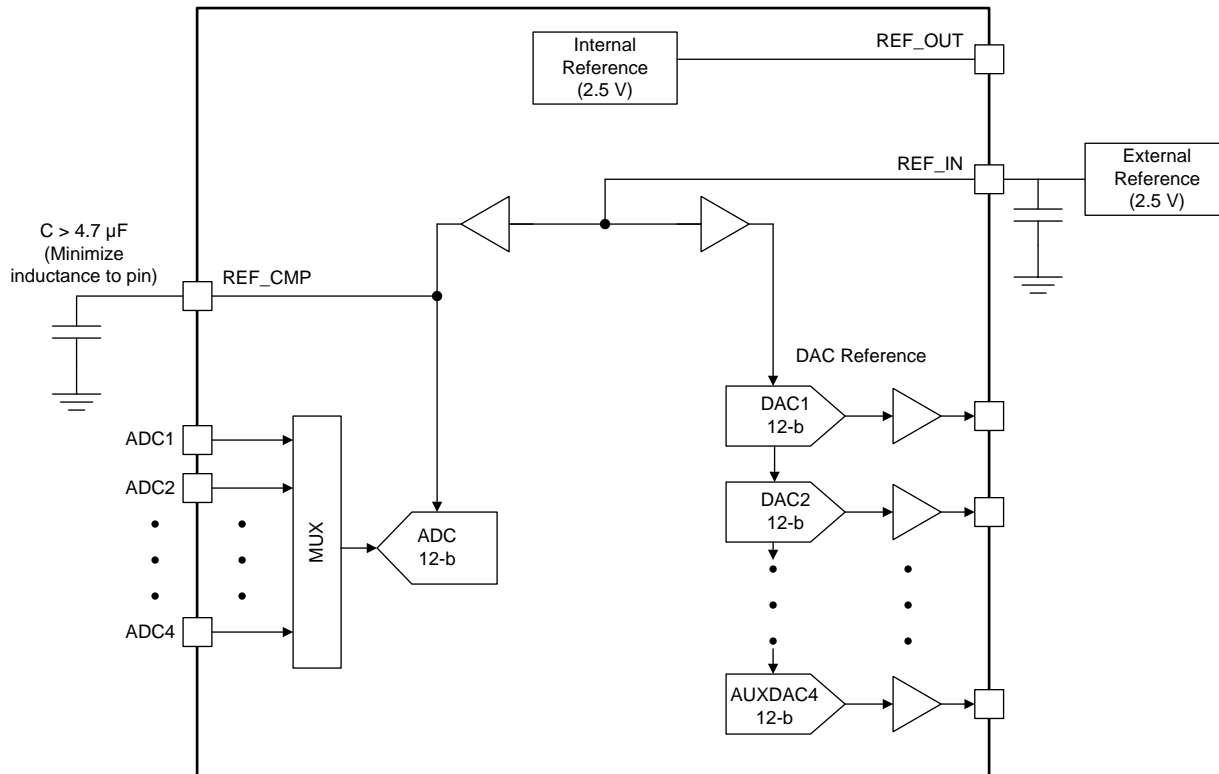 Internal
Reference
(2.5 V)
REF_OUT
REF_IN
External
Reference
(2.5 V)
C > 4.7 µF
(Minimize
inductance to pin)
REF_CMP
DAC Reference
DAC1
12-b
ADC1
ADC2
DAC2
12-b
MUX
ADC
12-b
ADC4
AUXDAC4
12-b